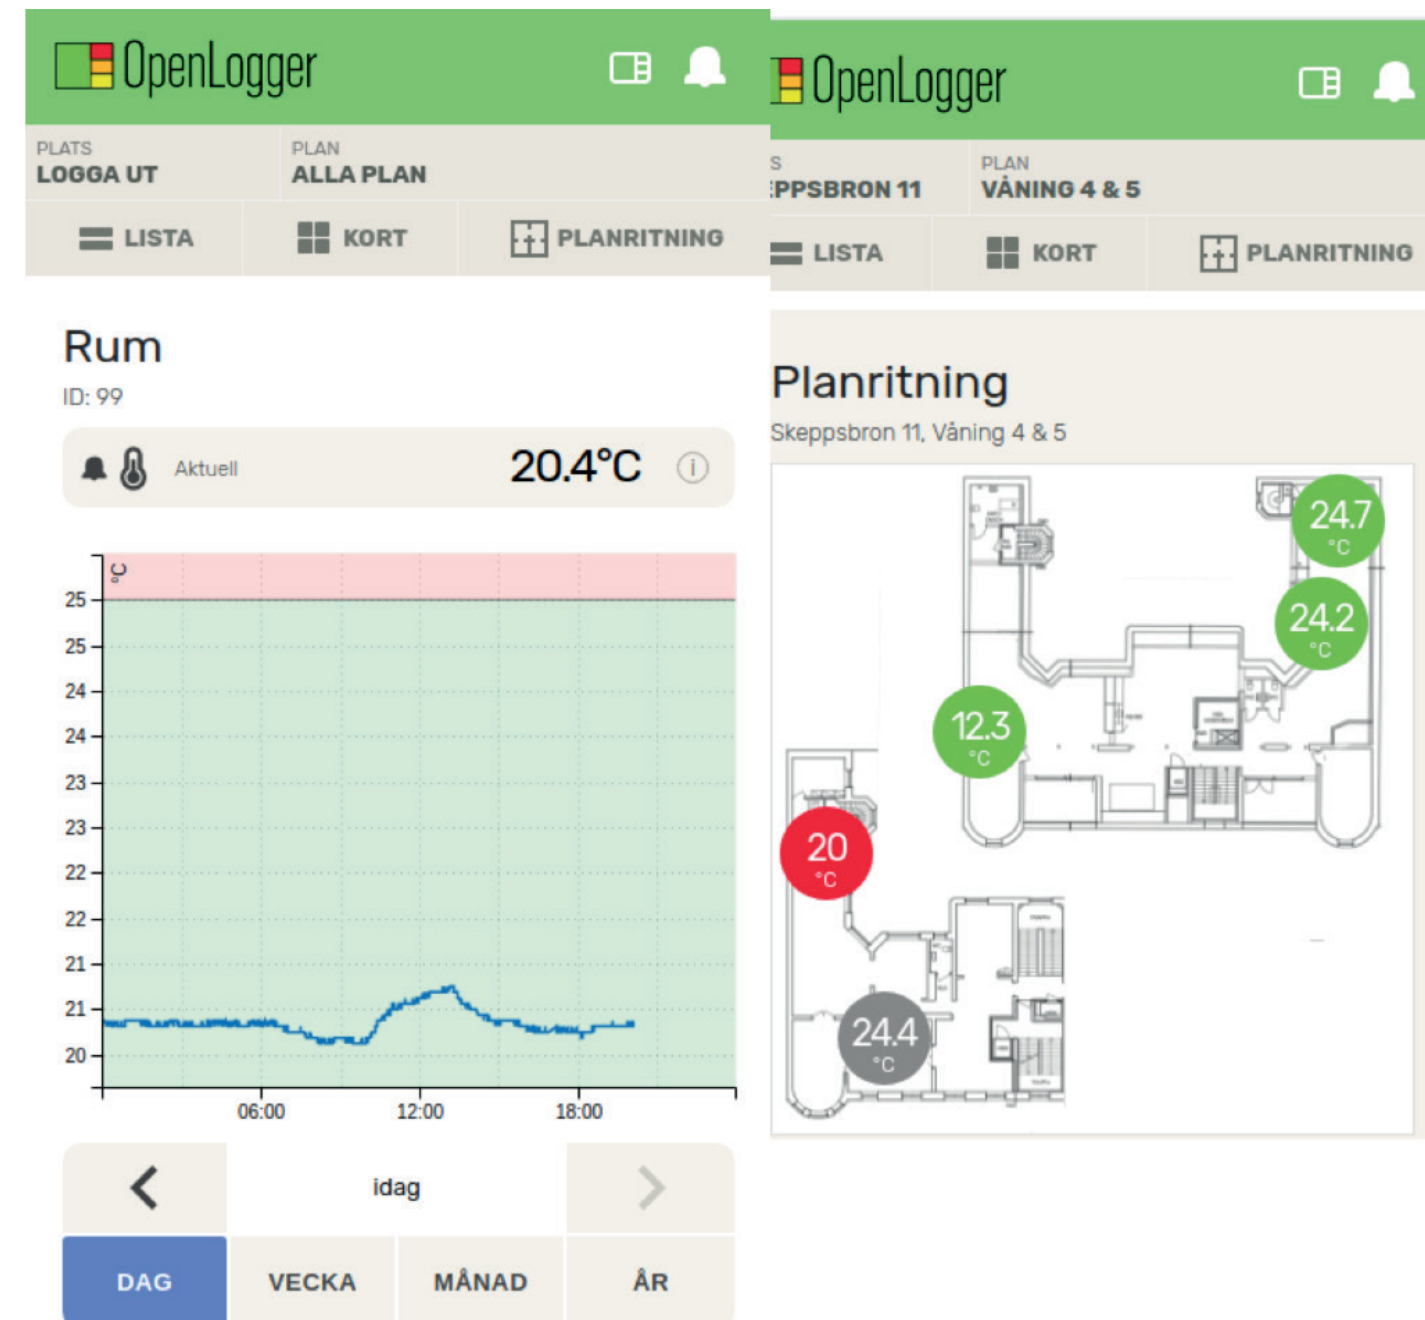 OpenLogger
PLATS
LOGGA UT
PLAN
ALLA PLAN
LISTA
KORT
PLANRITNING
Rum
ID: 99
Aktuell
20.4°C
i
°C
25
25
24
24
23
23
22
22
21
21
20
06:00
12:00
18:00
idag
DAG
VECKA
MÅNAD
ÅR
OpenLogger
S
EPPSBRON 11
PLAN
VÅNING 4 & 5
LISTA
KORT
PLANRITNING
Planritning
Skeppsbron 11, Våning 4 & 5
24.7
°C
24.2
°C
12.3
°C
20
°C
24.4
°C